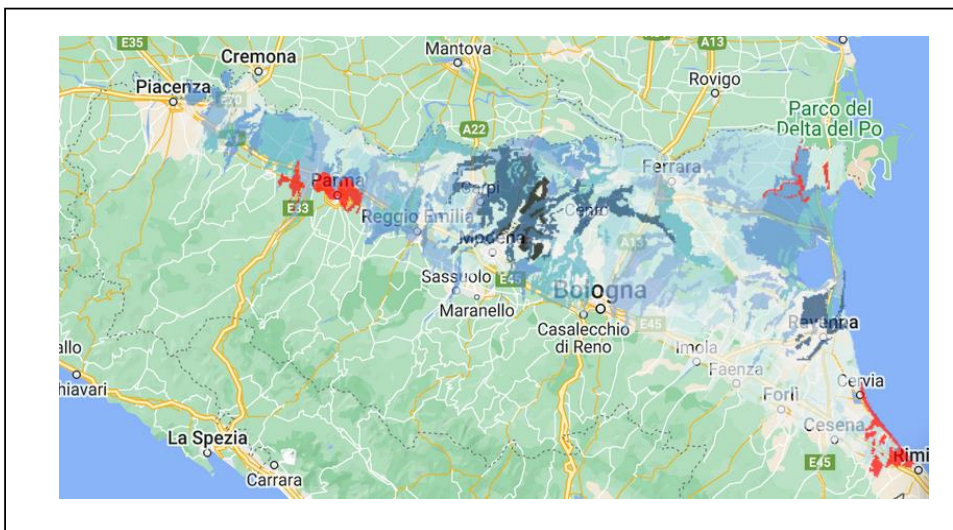 E35
Cremona
Mantova
A13
Rovigo
Piacenza
Parco del
Delta del Po
A22
Ferrara
Parma
Carpi
Cento
E33
Reggio Emilia
A13
Modena
Sassuolo
E45
Bologna
Maranello
Casalecchio
di Reno
E45
Ravenna
Imola
Faenza
allo
hiavari
Cervia
Forlì
Cesena
La Spezia
E45
Rimi
Carrara